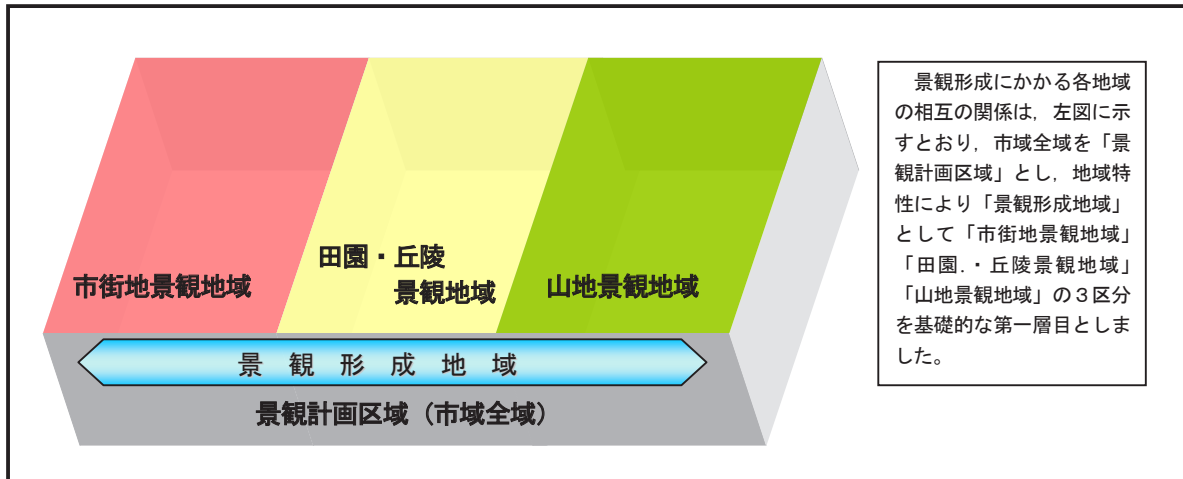 市街地景観地域
田園・丘陵
景観地域
山地景観地域
景観形成地域
景観計画区域（市域全域）
　景観形成にかかる各地域
の相互の関係は，左図に示
すとおり，市域全域を「景
観計画区域」とし，地域特
性により「景観形成地域」
として「市街地景観地域」
「田園.・丘陵景観地域」
「山地景観地域」の３区分
を基礎的な第一層目としま
した。